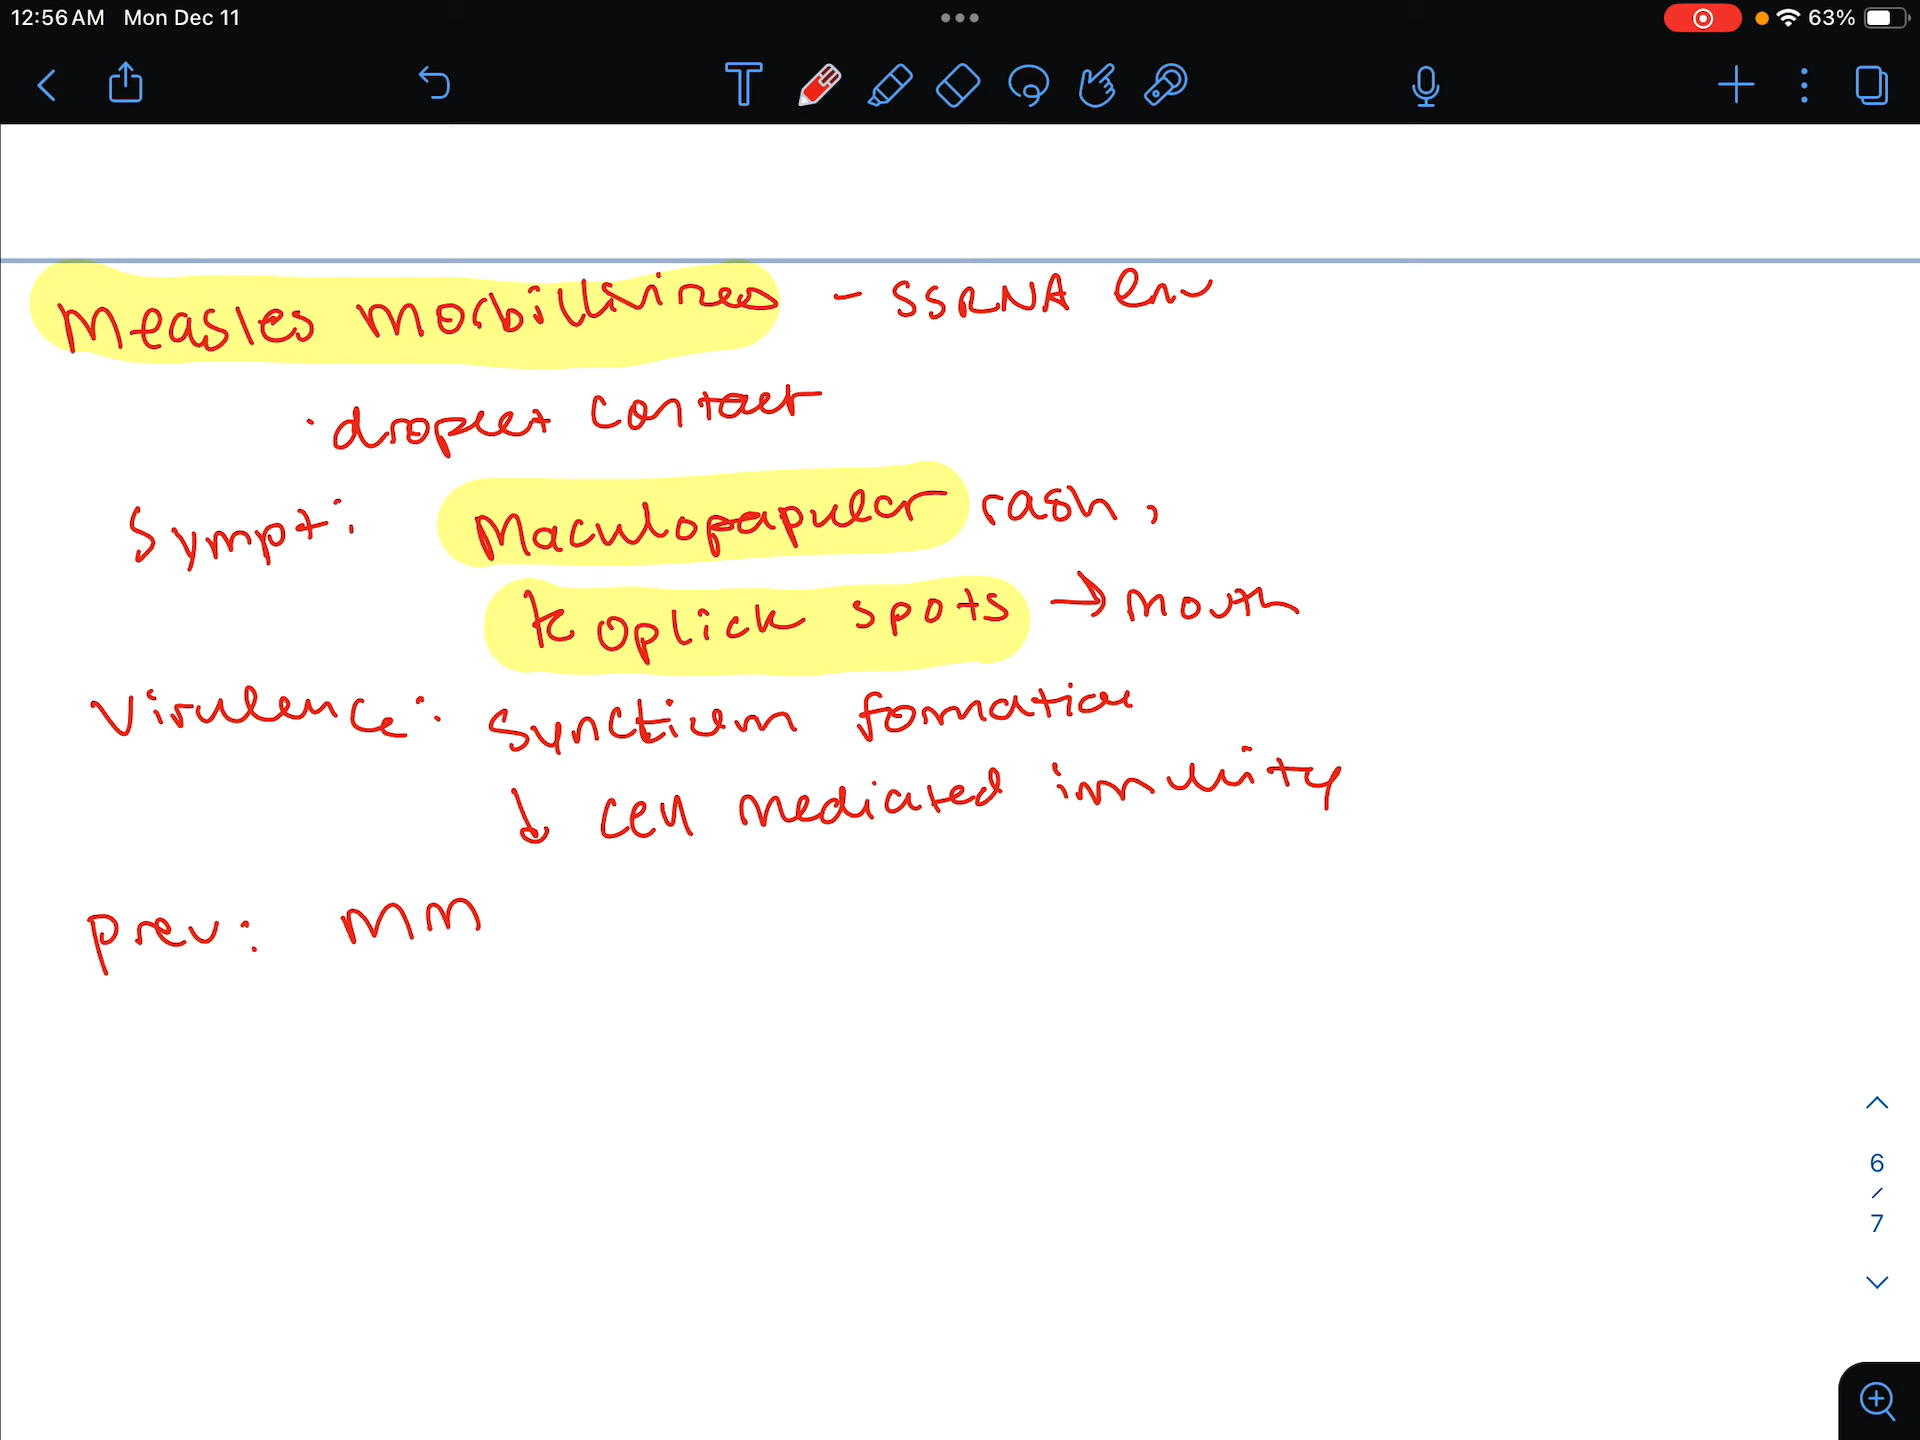 12:56 AM Mon Dec 11
63%
Measles morbillivirus - SSRNA env
· droplet contact
Sympt: Maculopapular rash,
Koplick spots → mouth
Virulence: Synctium formation
↓ cell mediated immunity
prev: MM
6
/
7